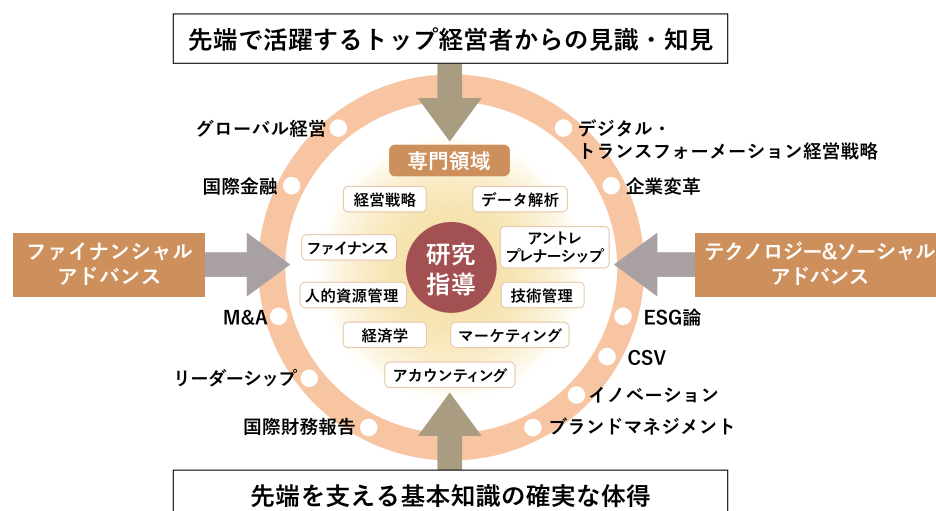 先端で活躍するトップ経営者からの見識・知見
グローバル経営
デジタル・
トランスフォーメーション経営戦略
専門領域
国際金融
企業変革
経営戦略
データ解析
ファイナンシャル
アドバンス
ファイナンス
研究
指導
アントレ
プレナーシップ
テクノロジー&ソーシャル
アドバンス
人的資源管理
技術管理
M&A
ESG論
経済学
マーケティング
CSV
リーダーシップ
アカウンティング
イノベーション
国際財務報告
ブランドマネジメント
先端を支える基本知識の確実な体得